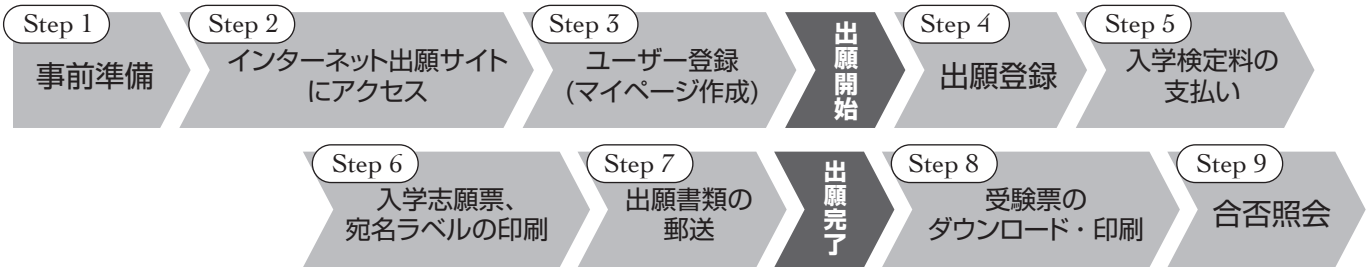 Step 1
事前準備
Step 2
インターネット出願サイト
にアクセス
Step 3
ユーザー登録
(マイページ作成)
出願開始
Step 4
出願登録
Step 5
入学検定料の
支払い
Step 6
入学志願票、
宛名ラベルの印刷
Step 7
出願書類の
郵送
出願完了
Step 8
受験票の
ダウンロード・印刷
Step 9
合否照会